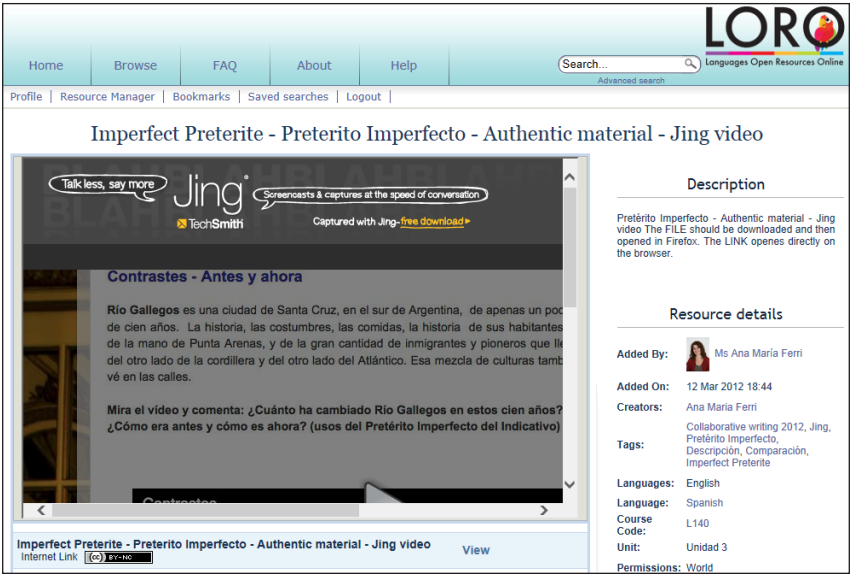 LORO
Languages Open Resources Online
Home Browse FAQ About Help
Search...
Advanced search
Profile | Resource Manager | Bookmarks | Saved searches | Logout |
Imperfect Preterite - Preterito Imperfecto - Authentic material - Jing video
BLAHBLAHBLAHBLAH
Talk less, say more
Jing
TechSmith
Screencasts & captures at the speed of conversation
Captured with Jing-free download
Contrastes - Antes y ahora
Río Gallegos es una ciudad de Santa Cruz, en el sur de Argentina, de apenas un poc
de cien años. La historia, las costumbres, las comidas, la historia de sus habitantes
de la mano de Punta Arenas, y de la gran cantidad de inmigrantes y pioneros que lle
del otro lado de la cordillera y del otro lado del Atlántico. Esa mezcla de culturas tamb
vé en las calles.
Mira el vídeo y comenta: ¿Cuánto ha cambiado Río Gallegos en estos cien años?
¿Cómo era antes y cómo es ahora? (usos del Pretérito Imperfecto del Indicativo)
Contrastes
Imperfect Preterite - Preterito Imperfecto - Authentic material - Jing video
Internet Link
(cc) BY-NC
View
Description
Pretérito Imperfecto - Authentic material - Jing
video The FILE should be downloaded and then
opened in Firefox. The LINK openes directly on
the browser.
Resource details
Added By: Ms Ana María Ferri
Added On: 12 Mar 2012 18:44
Creators: Ana Maria Ferri
Tags: Collaborative writing 2012, Jing,
Pretérito Imperfecto,
Descripción, Comparación,
Imperfect Preterite
Languages: English
Language: Spanish
Course
Code: L140
Unit: Unidad 3
Permissions: World